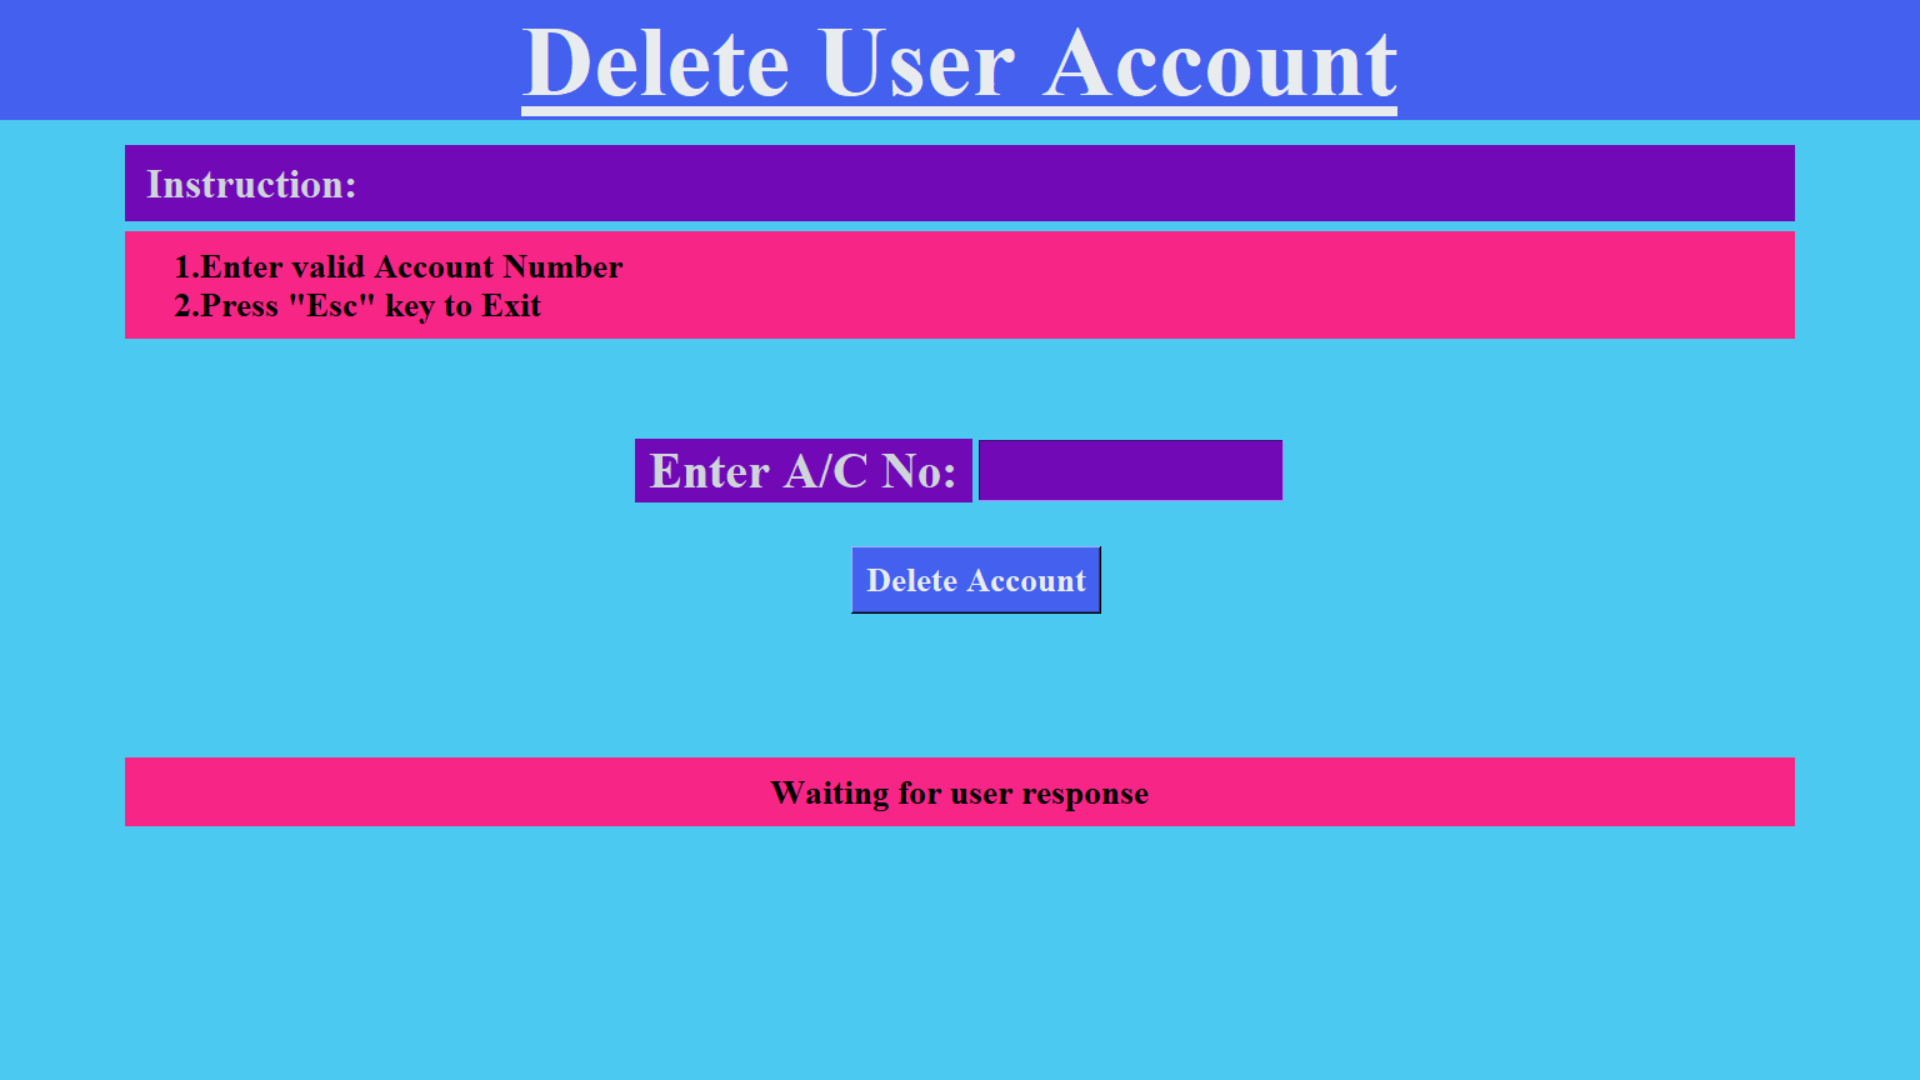 Delete User Account
Instruction:
1.Enter valid Account Number
2.Press "Esc" key to Exit
Enter A/C No:
Delete Account
Waiting for user response